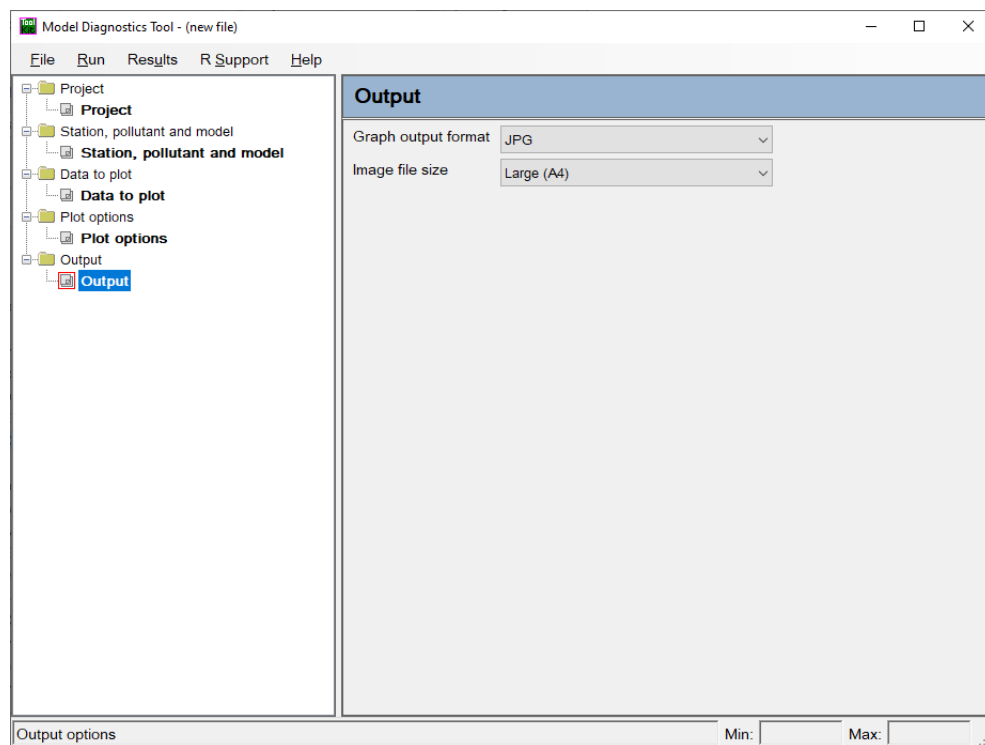 Tool Kit Model Diagnostics Tool - (new file)
File Run Results R Support Help
Project
Project
Station, pollutant and model
Station, pollutant and model
Data to plot
Data to plot
Plot options
Plot options
Output
Output
Output
Graph output format JPG
Image file size Large (A4)
Output options Min: Max: